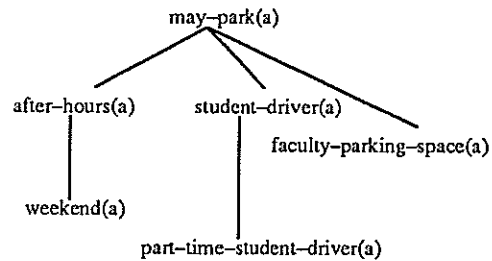 may–park(a)
after–hours(a)
student–driver(a)
faculty–parking–space(a)
weekend(a)
part–time–student–driver(a)